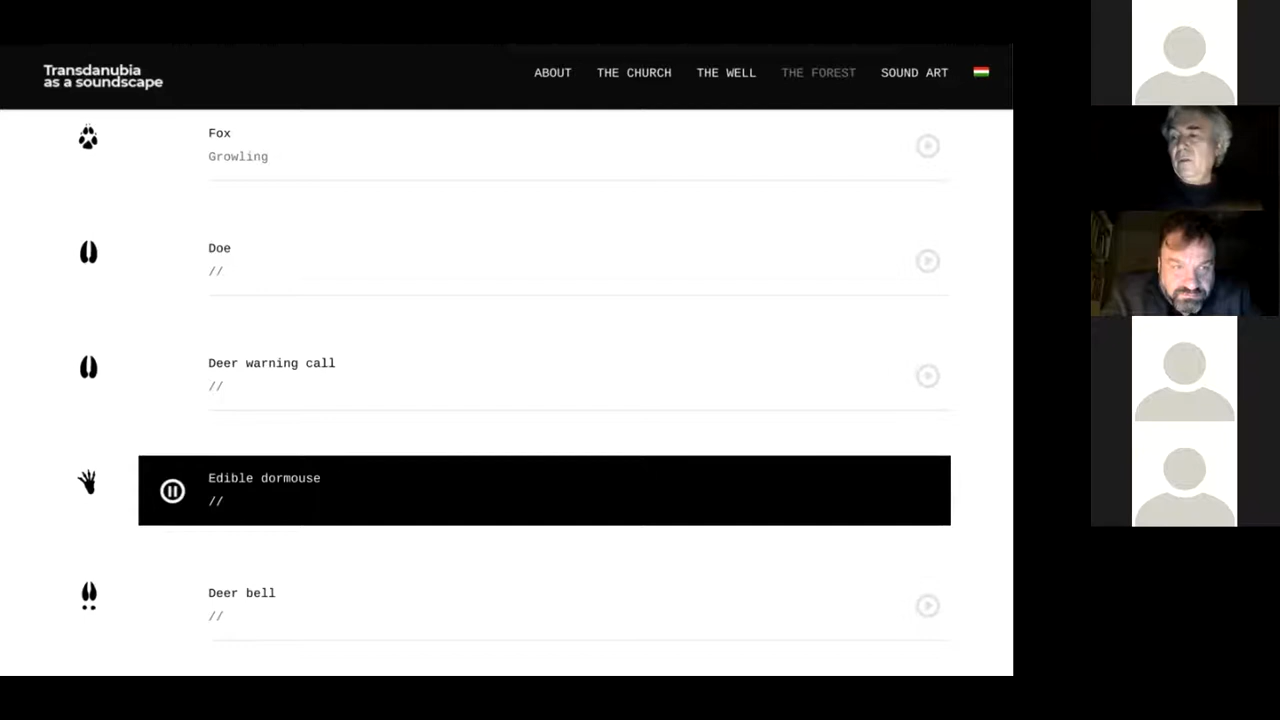 Transdanubia
as a soundscape
ABOUT THE CHURCH THE WELL THE FOREST SOUND ART
Fox
Growling
Doe
//
Deer warning call
//
Edible dormouse
//
Deer bell
//